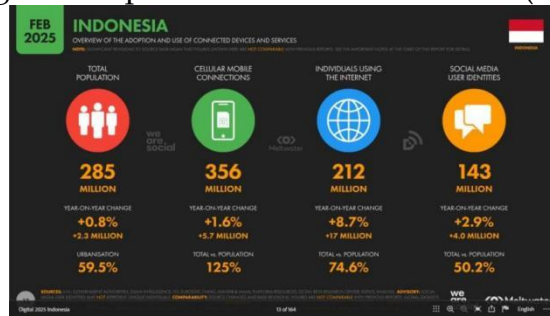 FEB
2025
INDONESIA
OVERVIEW OF THE ADOPTION AND USE OF CONNECTED DEVICES AND SERVICES
TOTAL
POPULATION
285
MILLION
YEAR-ON-YEAR CHANGE
+0.8%
+2.3 MILLION
URBANISATION
59.5%
CELLULAR MOBILE
CONNECTIONS
356
MILLION
YEAR-ON-YEAR CHANGE
+1.6%
+5.7 MILLION
TOTAL vs. POPULATION
125%
INDIVIDUALS USING
THE INTERNET
212
MILLION
YEAR-ON-YEAR CHANGE
+8.7%
+17 MILLION
TOTAL vs. POPULATION
74.6%
SOCIAL MEDIA
USER IDENTITIES
143
MILLION
YEAR-ON-YEAR CHANGE
+2.9%
+4.0 MILLION
TOTAL vs. POPULATION
50.2%
INDONESIA
we
are.
social
Meltwater
we
are
Meltwater
Digital 2025 Indonesia
13 of 164
English